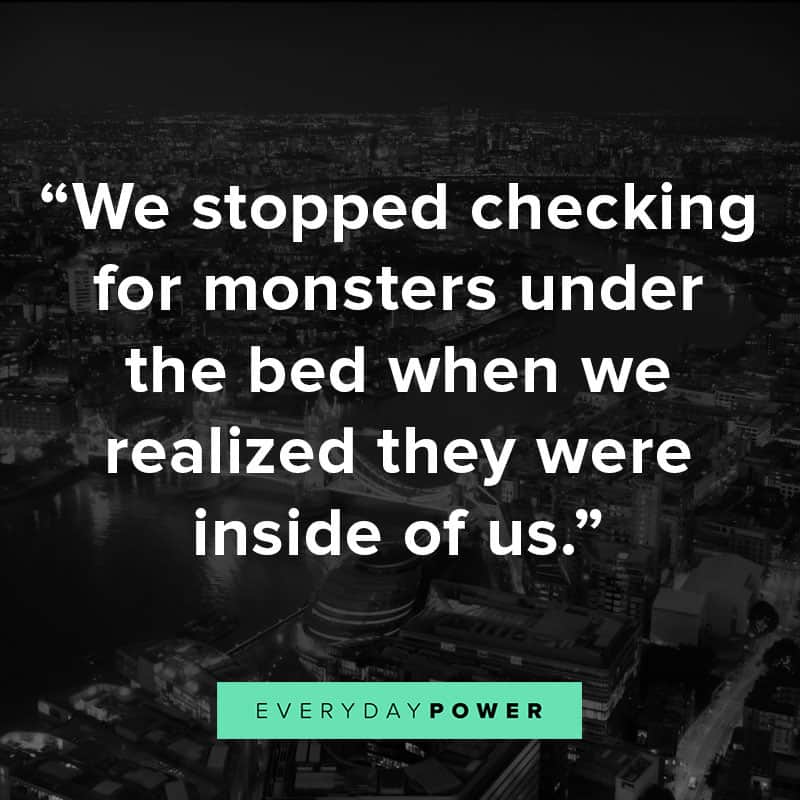 “We stopped checking
for monsters under
the bed when we
realized they were
inside of us.”
EVERYDAYPOWER